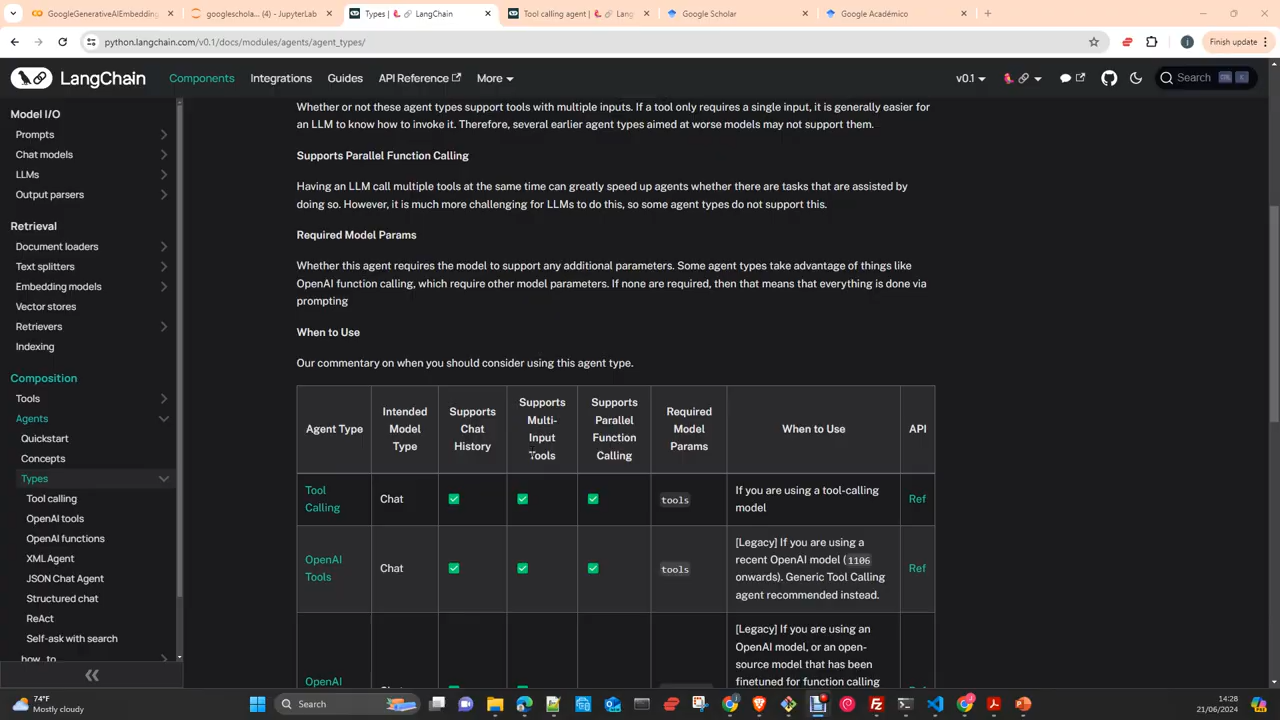 GoogleGenerativeAIEmbedding
googleschola... (4) - JupyterLab
Types | LangChain
Tool calling agent | Lang
Google Scholar
Google Académico
python.langchain.com/v0.1/docs/modules/agents/agent_types/
Finish update
LangChain
Components
Integrations
Guides
API Reference
More
v0.1
Search
Model I/O
Prompts
Chat models
LLMs
Output parsers
Retrieval
Document loaders
Text splitters
Embedding models
Vector stores
Retrievers
Indexing
Composition
Tools
Agents
Quickstart
Concepts
Types
Tool calling
OpenAI tools
OpenAI functions
XML Agent
JSON Chat Agent
Structured chat
ReAct
Self-ask with search
how_to
Whether or not these agent types support tools with multiple inputs. If a tool only requires a single input, it is generally easier for
an LLM to know how to invoke it. Therefore, several earlier agent types aimed at worse models may not support them.
Supports Parallel Function Calling
Having an LLM call multiple tools at the same time can greatly speed up agents whether there are tasks that are assisted by
doing so. However, it is much more challenging for LLMs to do this, so some agent types do not support this.
Required Model Params
Whether this agent requires the model to support any additional parameters. Some agent types take advantage of things like
OpenAI function calling, which require other model parameters. If none are required, then that means that everything is done via
prompting
When to Use
Our commentary on when you should consider using this agent type.
Agent Type
Intended
Model
Type
Supports
Chat
History
Supports
Multi-
Input
Tools
Supports
Parallel
Function
Calling
Required
Model
Params
When to Use
API
Tool
Calling
Chat
tools
If you are using a tool-calling
model
Ref
OpenAI
Tools
Chat
tools
[Legacy] If you are using a
recent OpenAI model (1106
onwards). Generic Tool Calling
agent recommended instead.
Ref
OpenAI
[Legacy] If you are using an
OpenAI model, or an open-
source model that has been
finetuned for function calling
74°F
Mostly cloudy
Search
14:28
21/06/2024